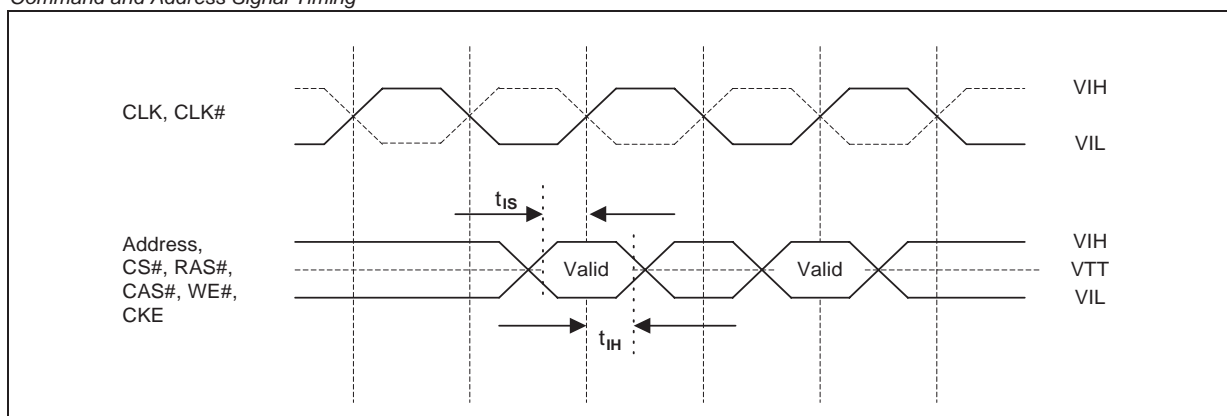 Command and Address Signal Timing
CLK, CLK#
VIH
VIL
tIS
Address,
CS#, RAS#,
CAS#, WE#,
CKE
Valid
Valid
VIH
VTT
VIL
tIH